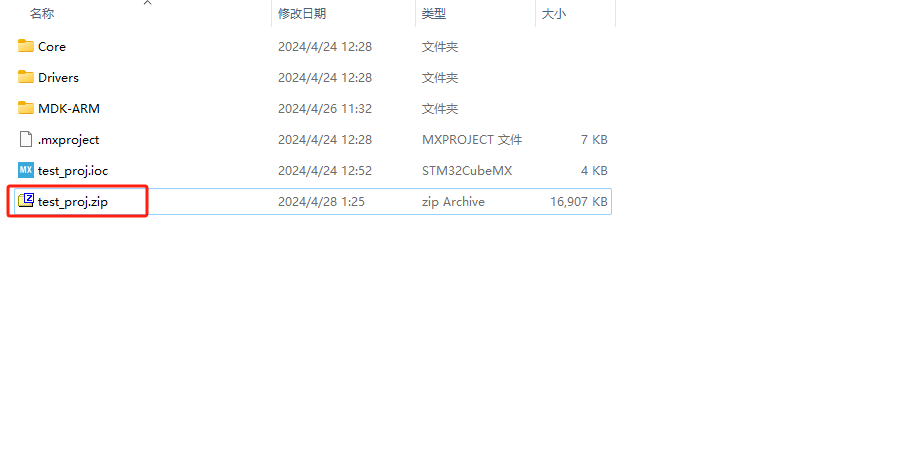 名称 修改日期 类型 大小
Core 2024/4/24 12:28 文件夹
Drivers 2024/4/24 12:28 文件夹
MDK-ARM 2024/4/26 11:32 文件夹
.mxproject 2024/4/24 12:28 MXPROJECT 文件 7 KB
MX test_proj.ioc 2024/4/24 12:52 STM32CubeMX 4 KB
Z test_proj.zip 2024/4/28 1:25 zip Archive 16,907 KB